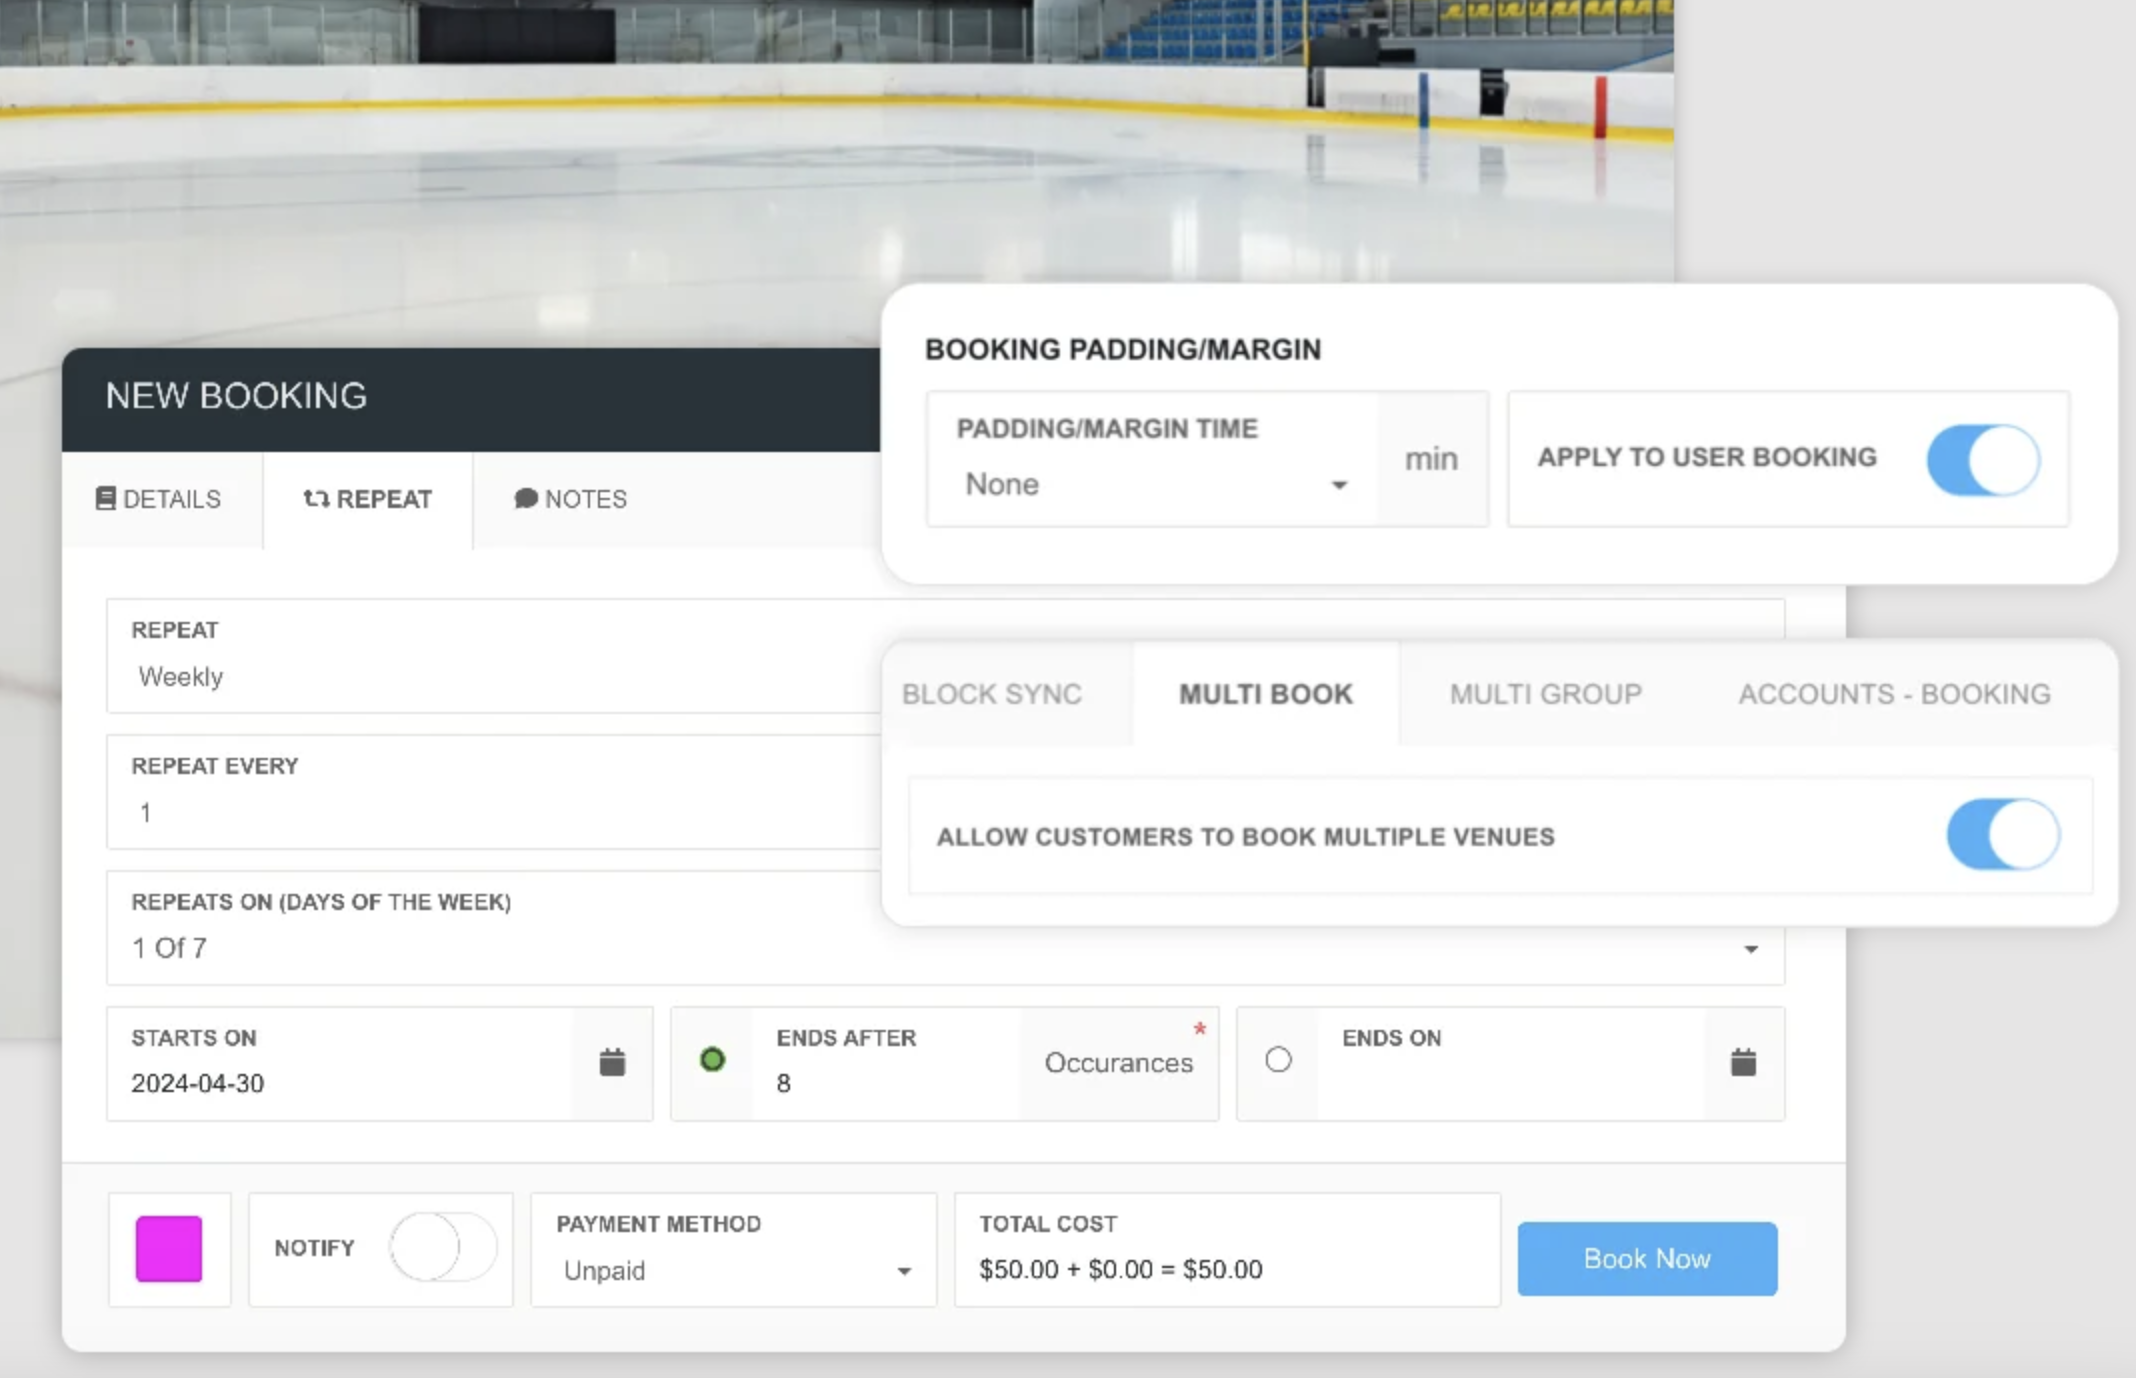 NEW BOOKING
DETAILS
REPEAT
NOTES
BOOKING PADDING/MARGIN
PADDING/MARGIN TIME
None
min
APPLY TO USER BOOKING
REPEAT
Weekly
REPEAT EVERY
1
BLOCK SYNC
MULTI BOOK
MULTI GROUP
ACCOUNTS - BOOKING
ALLOW CUSTOMERS TO BOOK MULTIPLE VENUES
REPEATS ON (DAYS OF THE WEEK)
1 Of 7
STARTS ON
2024-04-30
ENDS AFTER
8
Occurances
*
ENDS ON
NOTIFY
PAYMENT METHOD
Unpaid
TOTAL COST
$50.00 + $0.00 = $50.00
Book Now